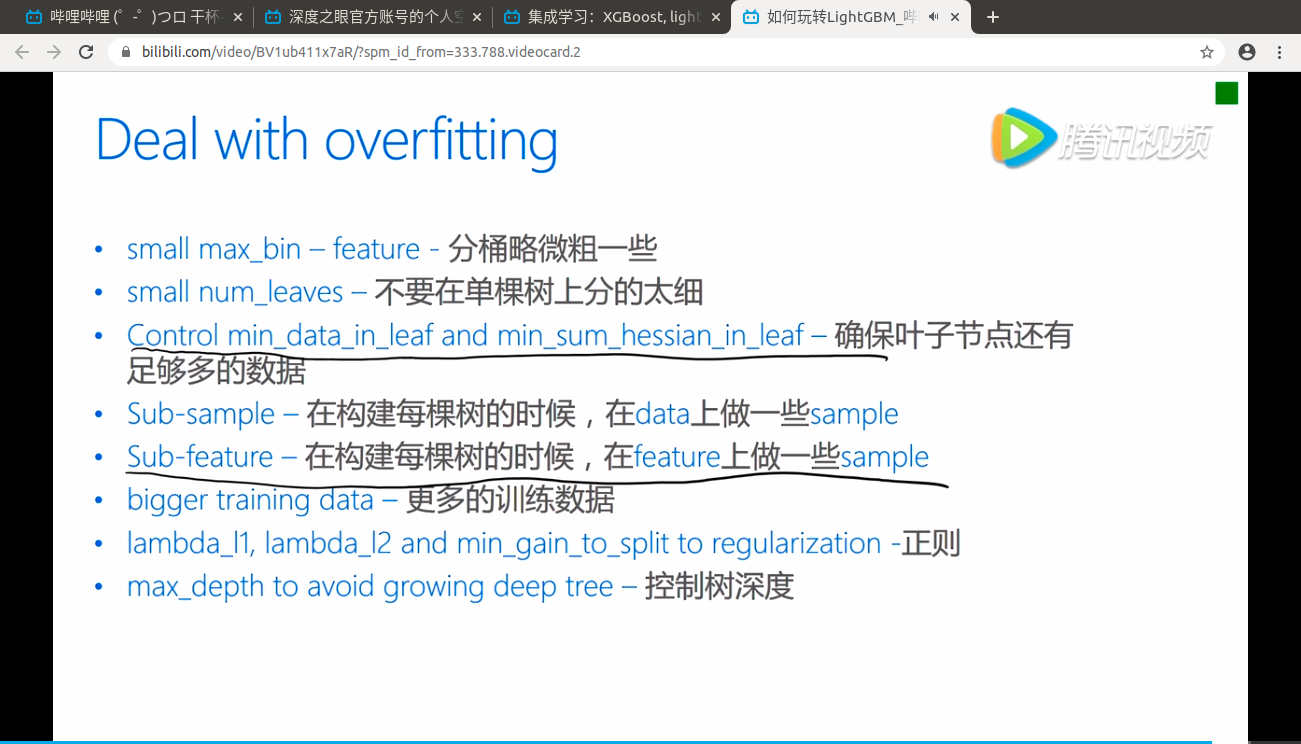 哔哩哔哩 (゜-゜)つロ 干杯
深度之眼官方账号的个人
集成学习：XGBoost, light
如何玩转LightGBM_哔
bilibili.com/video/BV1ub411x7aR/?spm_id_from=333.788.videocard.2
Deal with overfitting
腾讯视频
• small max_bin – feature - 分桶略微粗一些
• small num_leaves – 不要在单棵树上分的太细
• Control min_data_in_leaf and min_sum_hessian_in_leaf – 确保叶子节点还有
足够多的数据
• Sub-sample – 在构建每棵树的时候，在data上做一些sample
• Sub-feature – 在构建每棵树的时候，在feature上做一些sample
• bigger training data – 更多的训练数据
• lambda_l1, lambda_l2 and min_gain_to_split to regularization -正则
• max_depth to avoid growing deep tree – 控制树深度